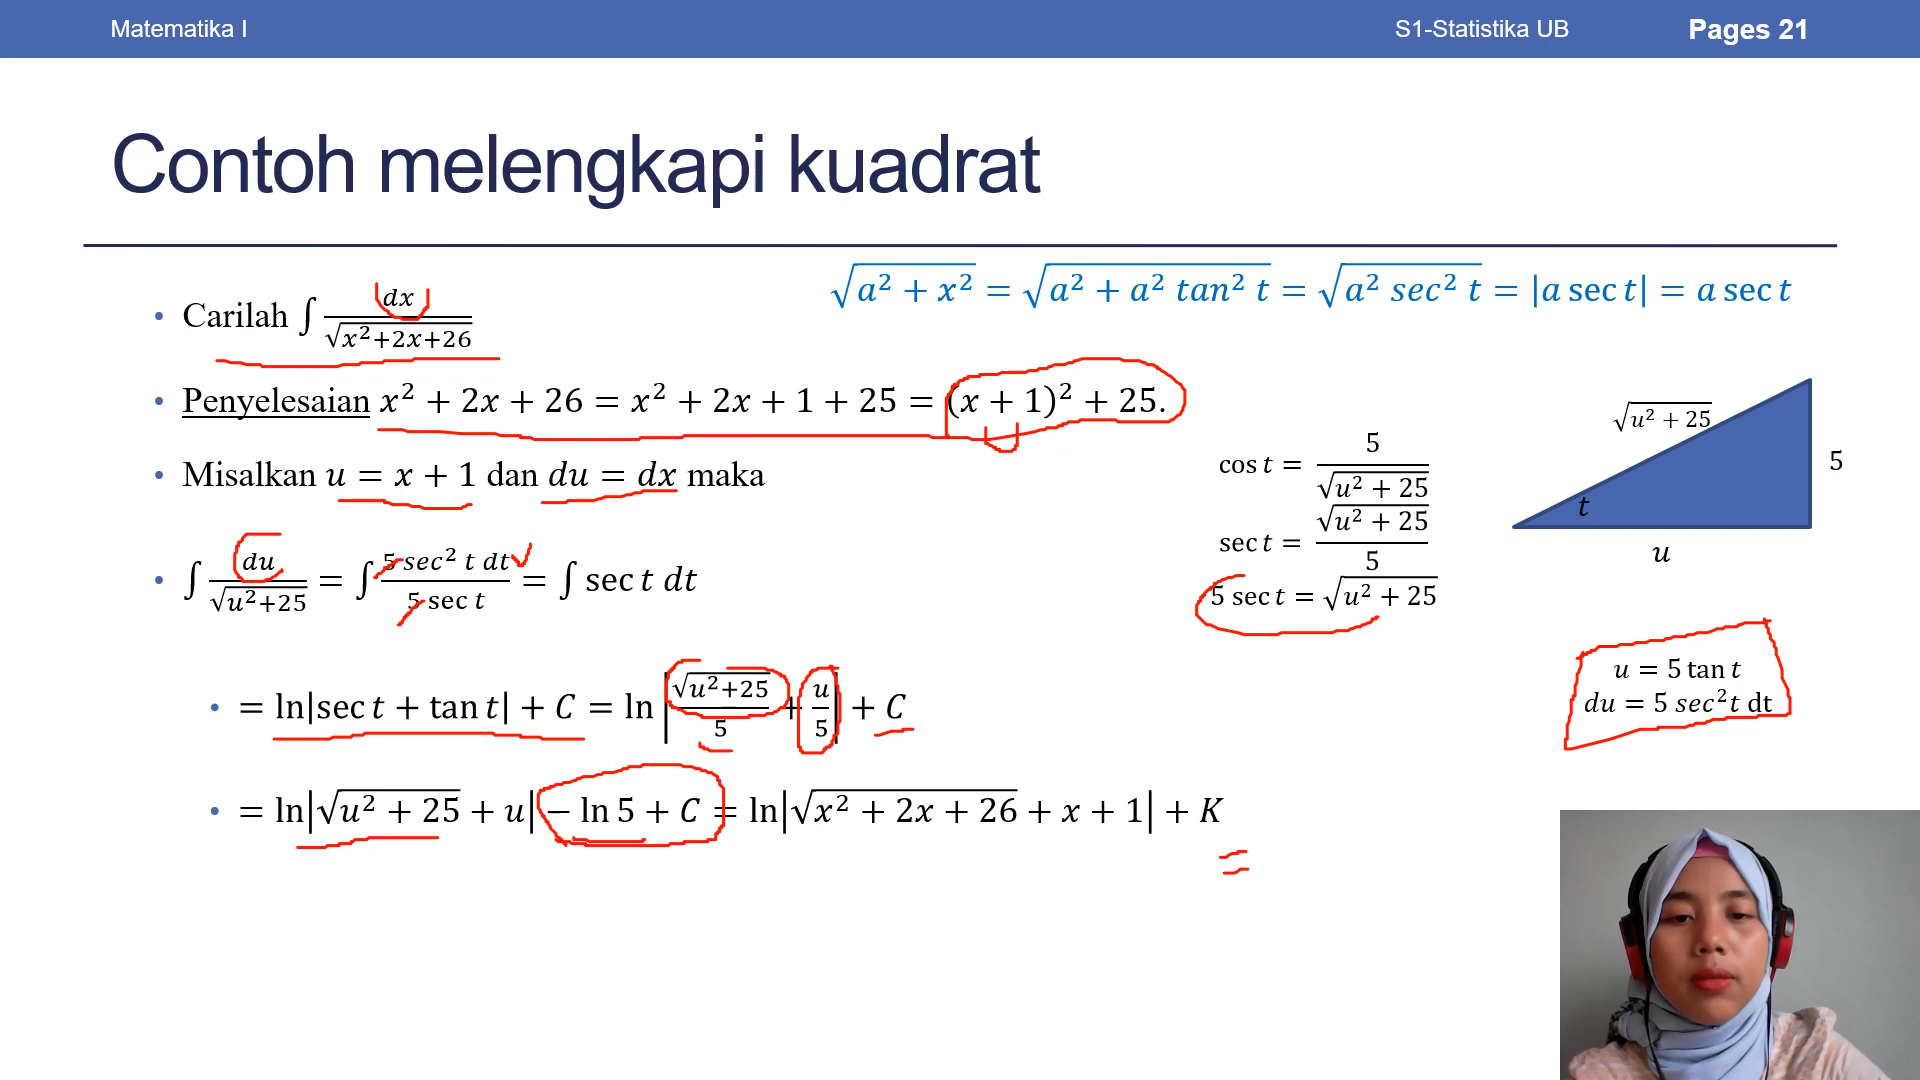 Matematika I S1-Statistika UB Pages 21
Contoh melengkapi kuadrat
√(a² + x²) = √(a² + a² tan² t) = √(a² sec² t) = |a sec t| = a sec t
• Carilah ∫ dx/√(x²+2x+26)
• Penyelesaian x² + 2x + 26 = x² + 2x + 1 + 25 = (x + 1)² + 25.
• Misalkan u = x + 1 dan du = dx maka
• ∫ du/√(u²+25) = ∫ (5 sec² t dt)/(5 sec t) = ∫ sec t dt
• = ln|sec t + tan t| + C = ln|√(u²+25)/5 + u/5| + C
• = ln|√(u² + 25) + u| − ln 5 + C = ln|√(x² + 2x + 26) + x + 1| + K
cos t = 5/√(u² + 25)
sec t = √(u² + 25)/5
5 sec t = √(u² + 25)
√(u² + 25)
5
t
u
u = 5 tan t
du = 5 sec²t dt